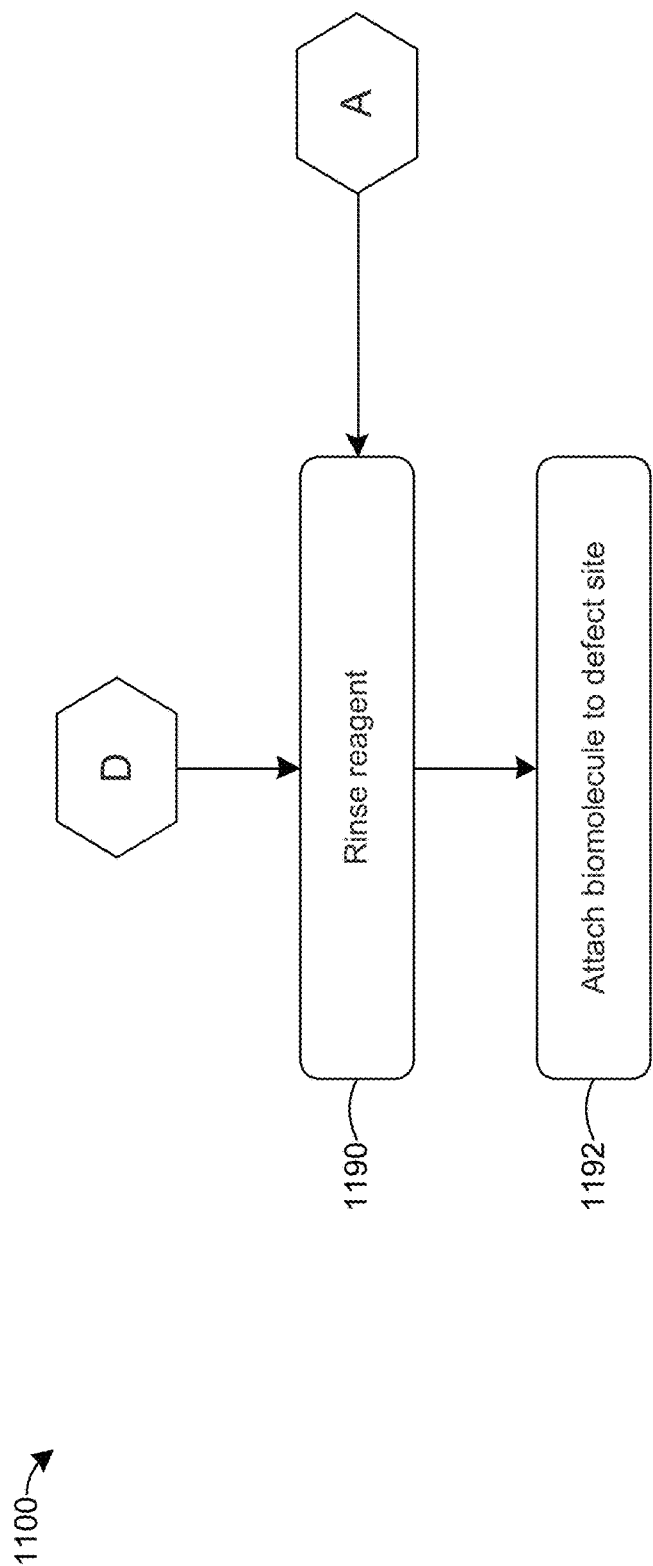 1100
D
A
1190
Rinse reagent
1192
Attach biomolecule to defect site